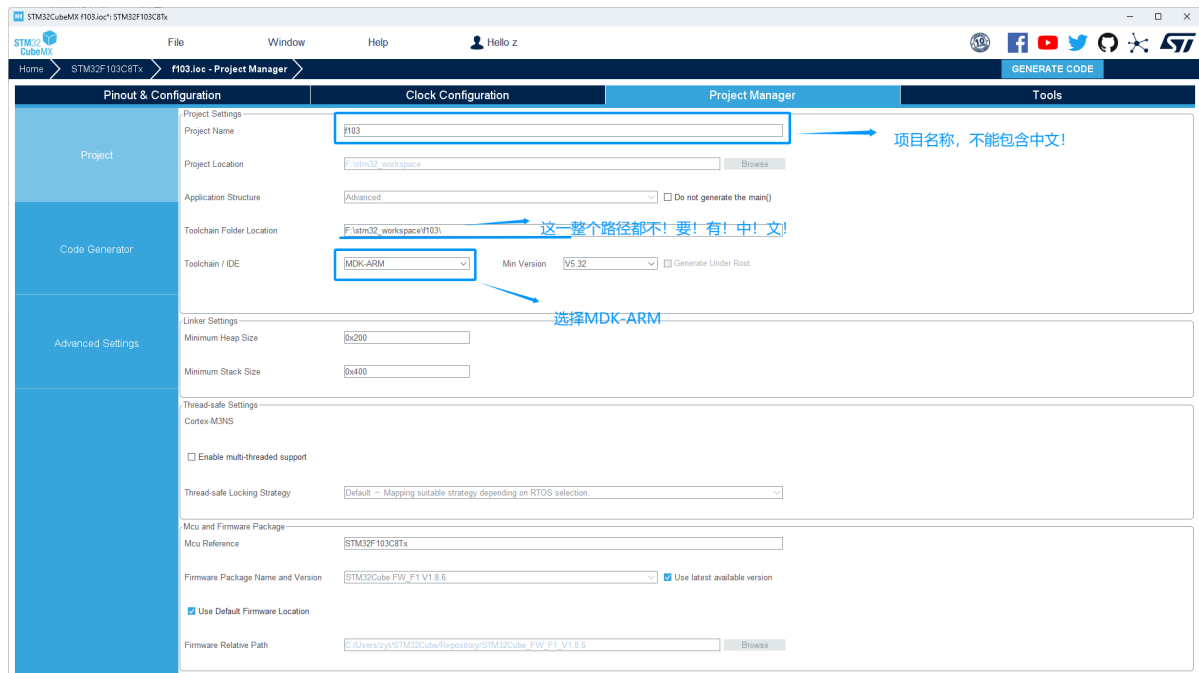 MX STM32CubeMX f103.ioc*: STM32F103C8Tx
STM32 CubeMX File Window Help Hello z
Home STM32F103C8Tx f103.ioc - Project Manager GENERATE CODE
Pinout & Configuration Clock Configuration Project Manager Tools
Project
Code Generator
Advanced Settings
Project Settings
Project Name f103
项目名称，不能包含中文！
Project Location F:\stm32_workspace Browse
Application Structure Advanced Do not generate the main()
Toolchain Folder Location F:\stm32_workspace\f103\
这一整个路径都不！要！有！中！文！
Toolchain / IDE MDK-ARM Min Version V5.32 Generate Under Root
选择MDK-ARM
Linker Settings
Minimum Heap Size 0x200
Minimum Stack Size 0x400
Thread-safe Settings
Cortex-M3NS
Enable multi-threaded support
Thread-safe Locking Strategy Default － Mapping suitable strategy depending on RTOS selection.
Mcu and Firmware Package
Mcu Reference STM32F103C8Tx
Firmware Package Name and Version STM32Cube FW_F1 V1.8.6 Use latest available version
Use Default Firmware Location
Firmware Relative Path C:/Users/zyt/STM32Cube/Repository/STM32Cube_FW_F1_V1.8.6 Browse